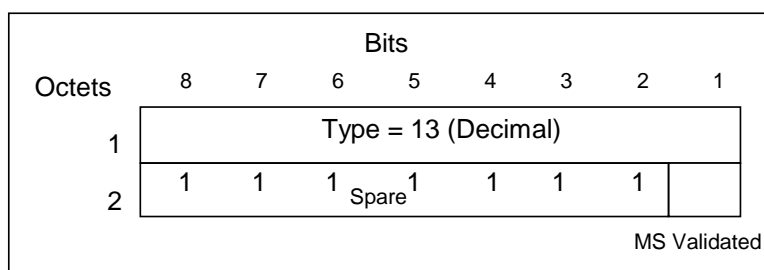 Bits
Octets 8 7 6 5 4 3 2 1
1 Type = 13 (Decimal)
2 1 1 1 Spare 1 1 1 1
MS Validated